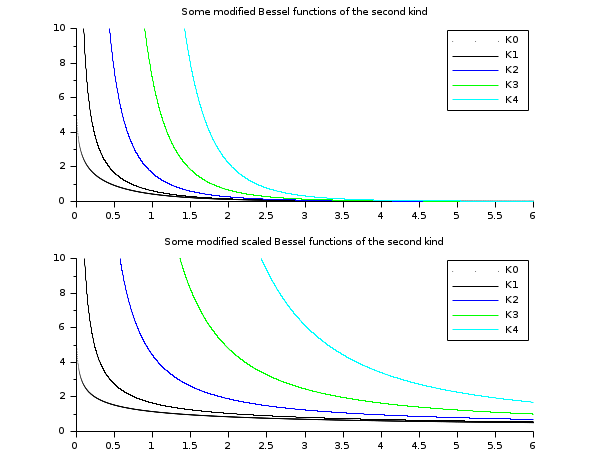 Some modified Bessel functions of the second kind
10
8
6
4
2
0
K0
K1
K2
K3
K4
0 0.5 1 1.5 2 2.5 3 3.5 4 4.5 5 5.5 6
Some modified scaled Bessel functions of the second kind
10
8
6
4
2
0
K0
K1
K2
K3
K4
0 0.5 1 1.5 2 2.5 3 3.5 4 4.5 5 5.5 6